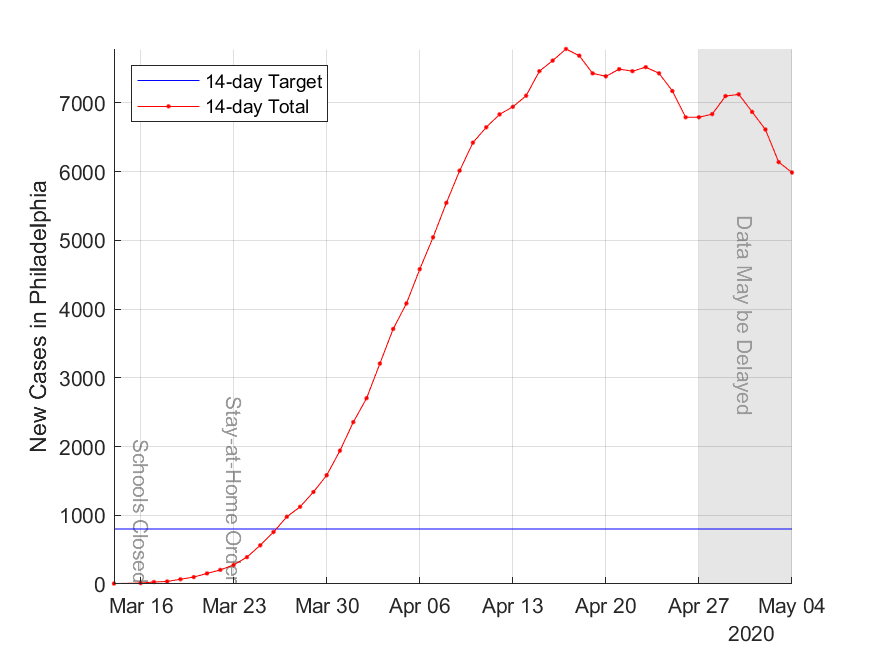 14-day Target
14-day Total
New Cases in Philadelphia
7000
6000
5000
4000
3000
2000
1000
0
Schools Closed
Stay-at-Home Order
Data May be Delayed
Mar 16
Mar 23
Mar 30
Apr 06
Apr 13
Apr 20
Apr 27
May 04
2020